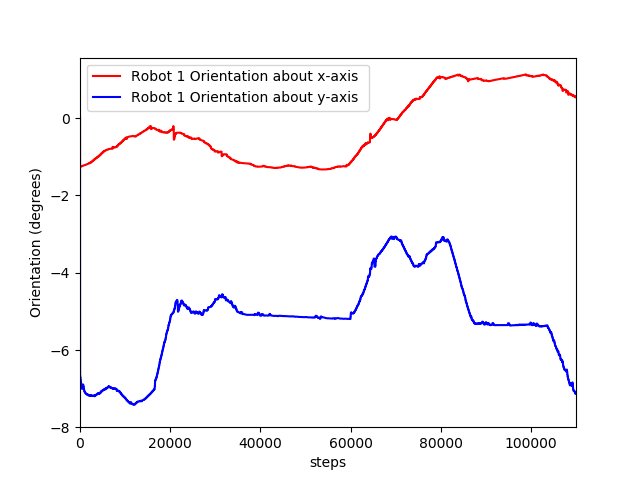 Robot 1 Orientation about x-axis
Robot 1 Orientation about y-axis
Orientation (degrees)
0
−2
−4
−6
−8
0 20000 40000 60000 80000 100000
steps